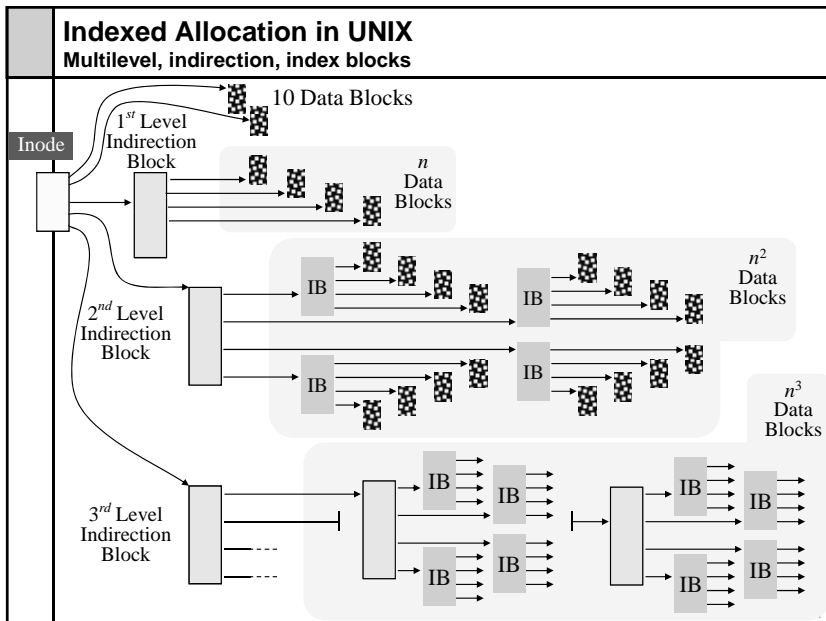 Indexed Allocation in UNIX
Multilevel, indirection, index blocks
10 Data Blocks
Inode
1st Level
Indirection
Block
n
Data
Blocks
2nd Level
Indirection
Block
IB
IB
IB
IB
n2
Data
Blocks
3rd Level
Indirection
Block
IB
IB
IB
IB
IB
IB
IB
IB
n3
Data
Blocks